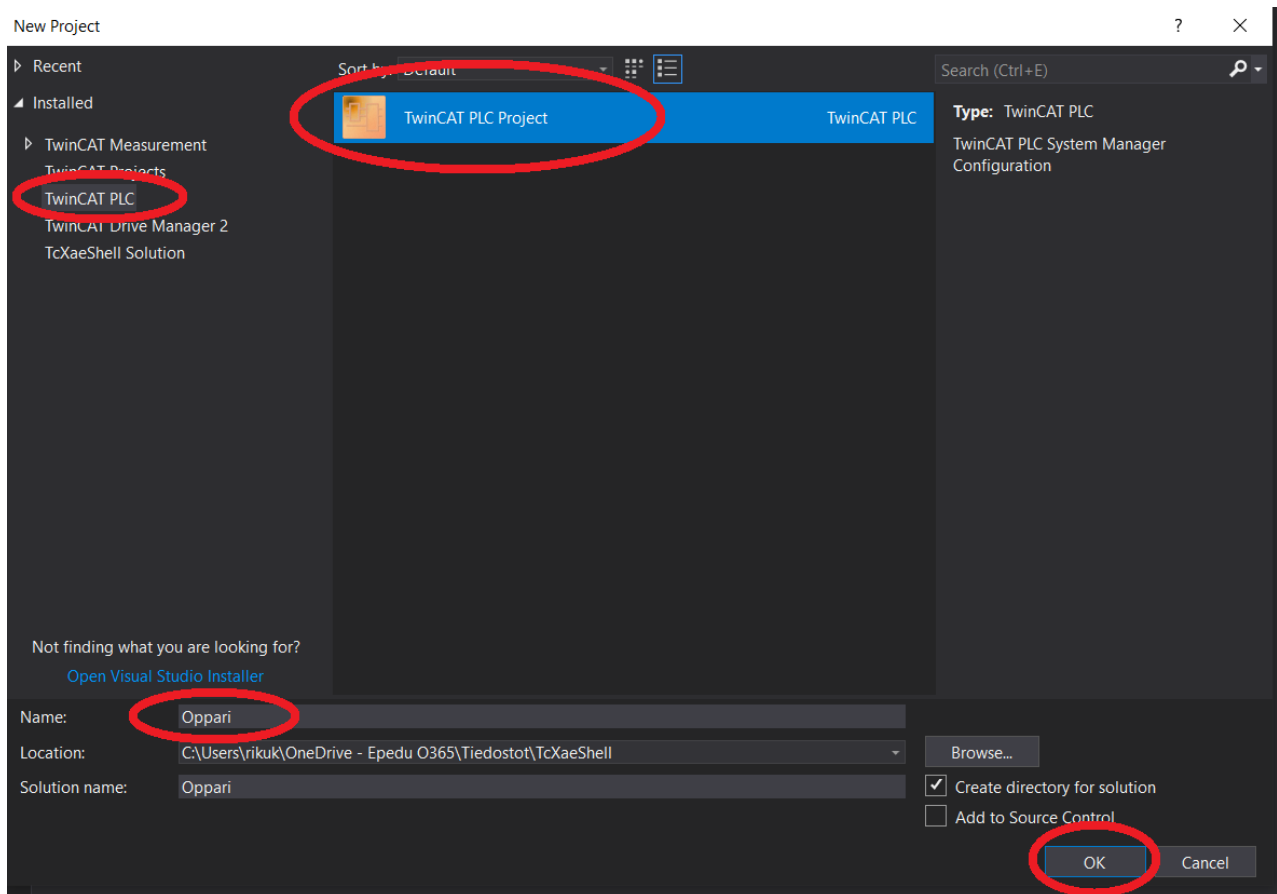 New Project
Recent
Sort by: Default
Search (Ctrl+E)
Installed
TwinCAT PLC Project
TwinCAT PLC
Type: TwinCAT PLC
TwinCAT Measurement
TwinCAT PLC System Manager
Configuration
TwinCAT Projects
TwinCAT PLC
TwinCAT Drive Manager 2
TcXaeShell Solution
Not finding what you are looking for?
Open Visual Studio Installer
Name: Oppari
Location: C:\Users\rikuk\OneDrive - Epedu O365\Tiedostot\TcXaeShell
Browse...
Solution name: Oppari
Create directory for solution
Add to Source Control
OK
Cancel